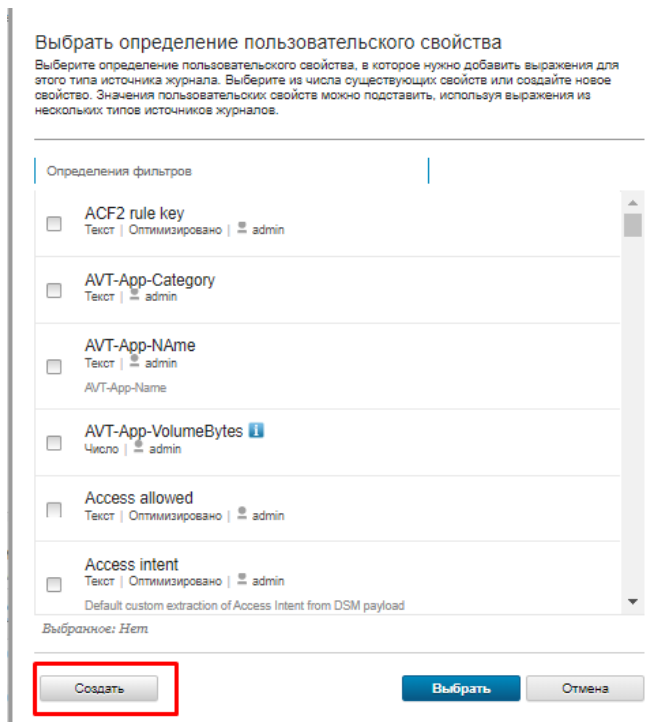 Выбрать определение пользовательского свойства
Выберите определение пользовательского свойства, в которое нужно добавить выражения для
этого типа источника журнала. Выберите из числа существующих свойств или создайте новое
свойство. Значения пользовательских свойств можно подставить, используя выражения из
нескольких типов источников журналов.
Определения фильтров
ACF2 rule key
Текст | Оптимизировано | admin
AVT-App-Category
Текст | admin
AVT-App-NAme
Текст | admin
AVT-App-Name
AVT-App-VolumeBytes
Число | admin
Access allowed
Текст | Оптимизировано | admin
Access intent
Текст | Оптимизировано | admin
Default custom extraction of Access Intent from DSM payload
Выбранное: Нет
Создать Выбрать Отмена